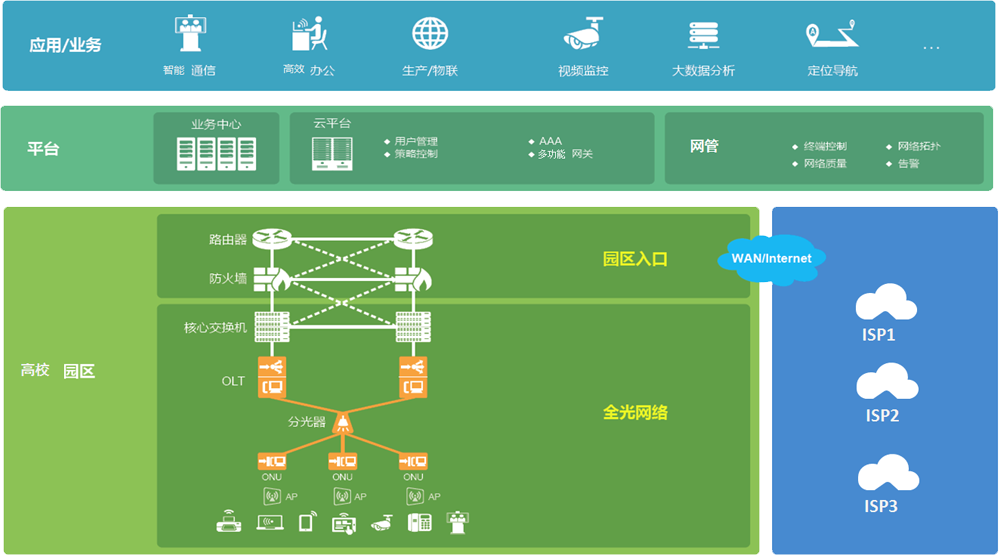 应用/业务
智能 通信
高效 办公
生产/物联
视频监控
大数据分析
定位导航
...
A
平台
业务中心
云平台
用户管理
策略控制
AAA
多功能 网关
网管
终端控制
网络质量
网络拓扑
告警
高校 园区
路由器
防火墙
园区入口
核心交换机
OLT
分光器
全光网络
ONU
ONU
ONU
AP
AP
AP
WAN/Internet
ISP1
ISP2
ISP3